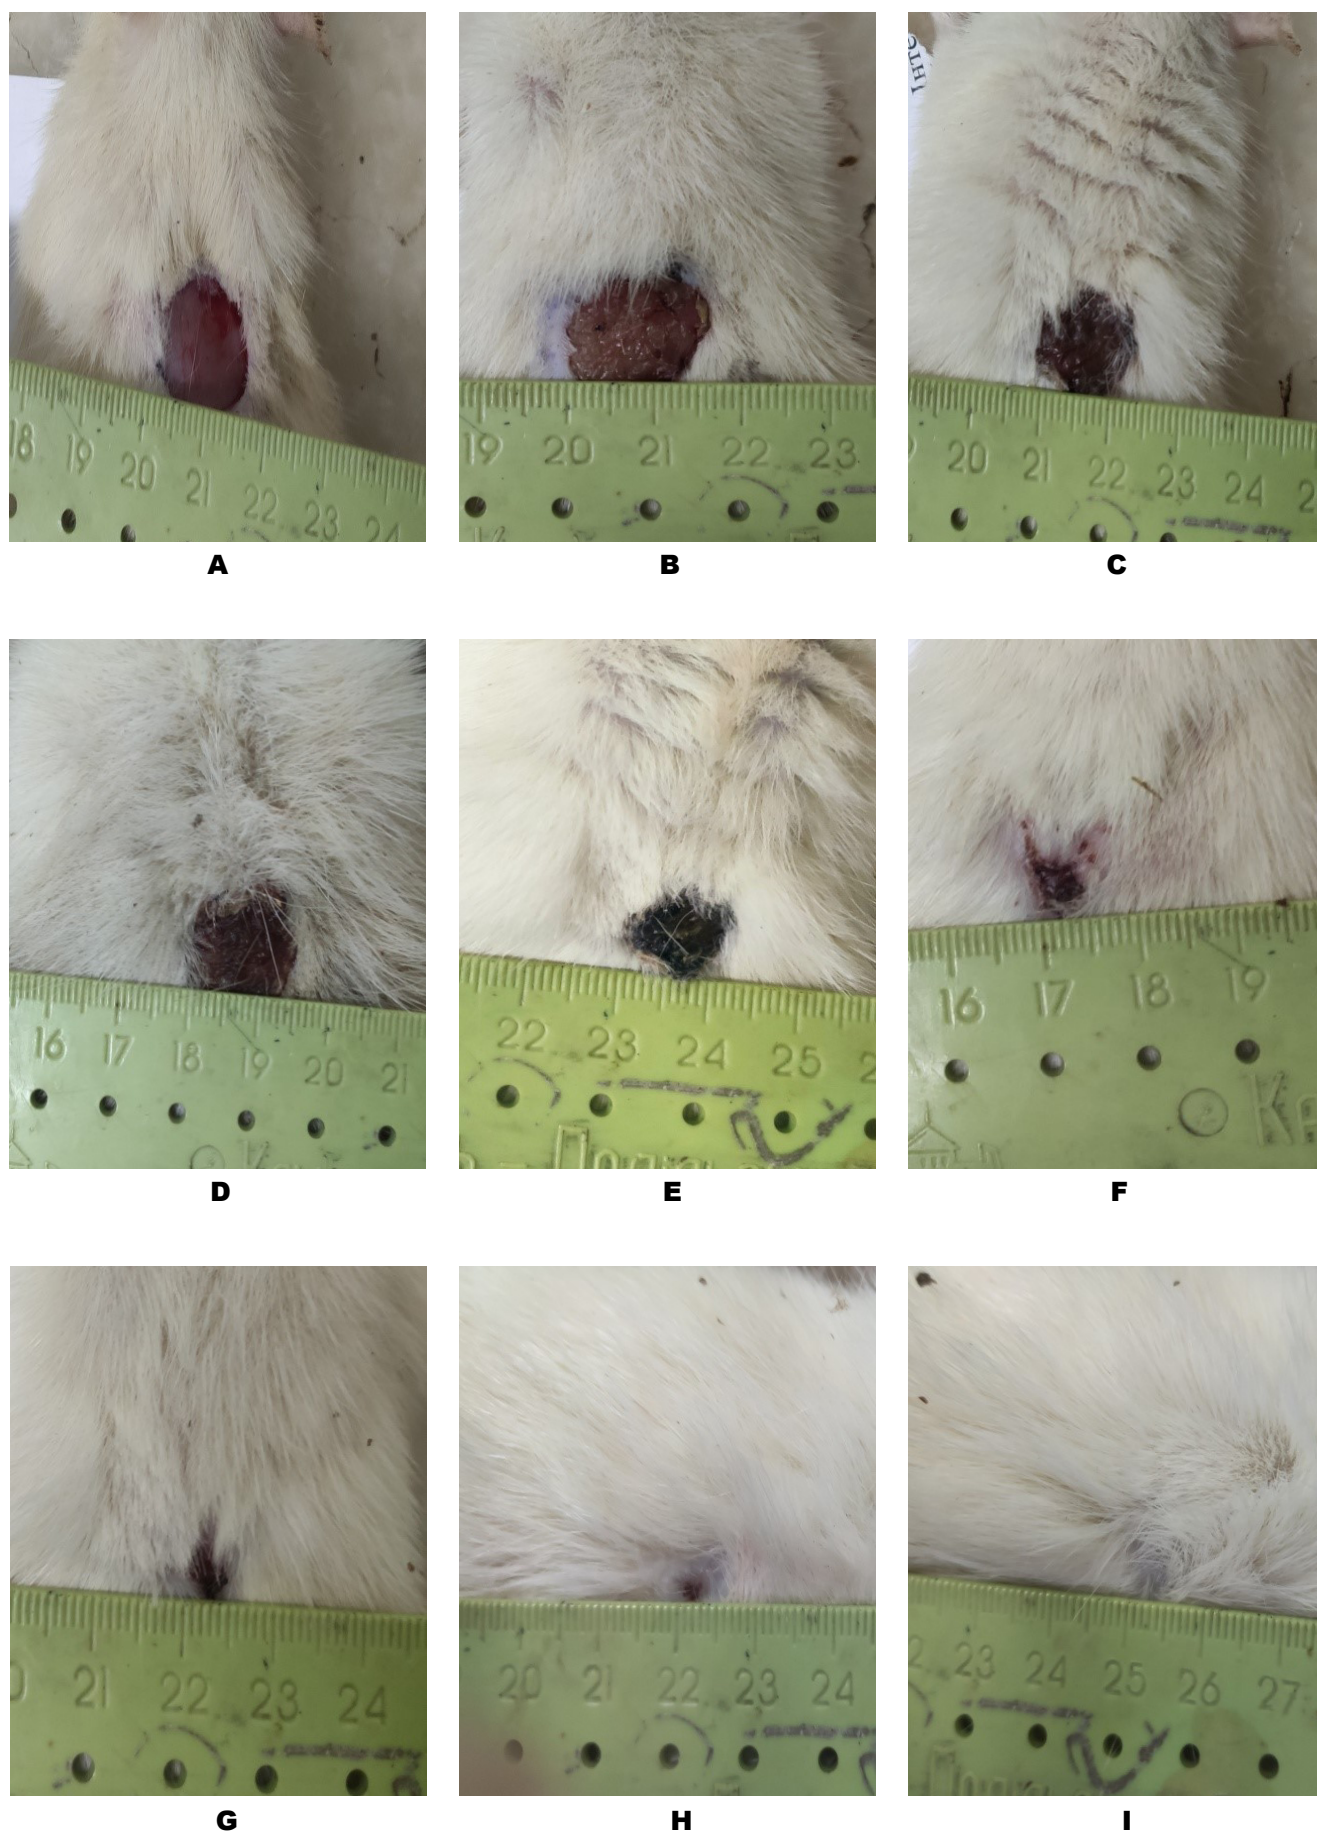 18 19 20 21 22 23 24
A
19 20 21 22 23
B
20 21 22 23 24
C
16 17 18 19 20 21
D
22 23 24 25
E
16 17 18 19
F
21 22 23 24
G
20 21 22 23 24
H
23 24 25 26 27
I